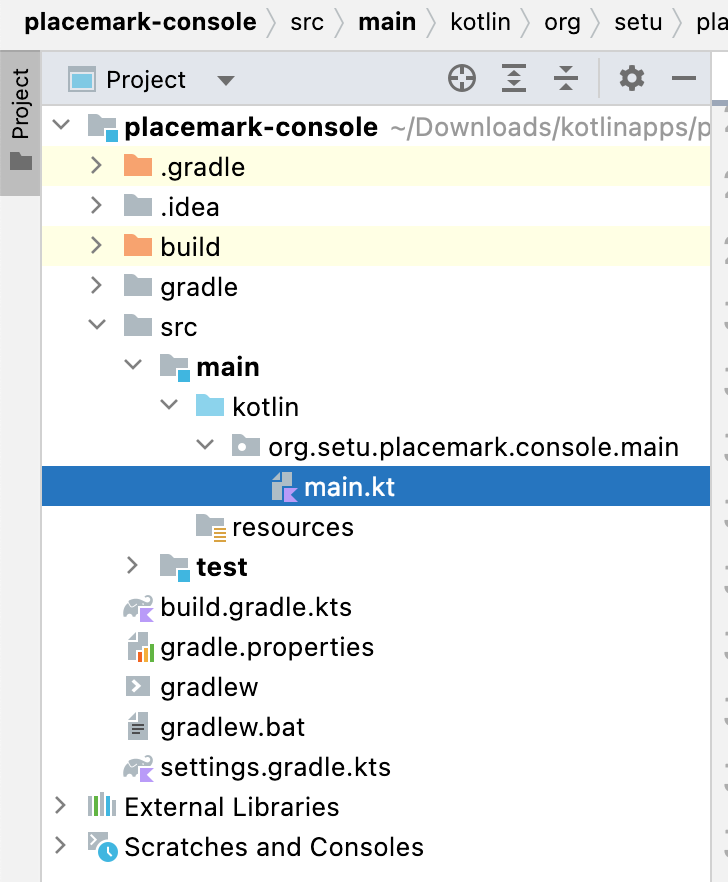 placemark-console src main kotlin org setu
Project
Project
placemark-console ~/Downloads/kotlinapps/p
.gradle
.idea
build
gradle
src
main
kotlin
org.setu.placemark.console.main
main.kt
resources
test
build.gradle.kts
gradle.properties
gradlew
gradlew.bat
settings.gradle.kts
External Libraries
Scratches and Consoles